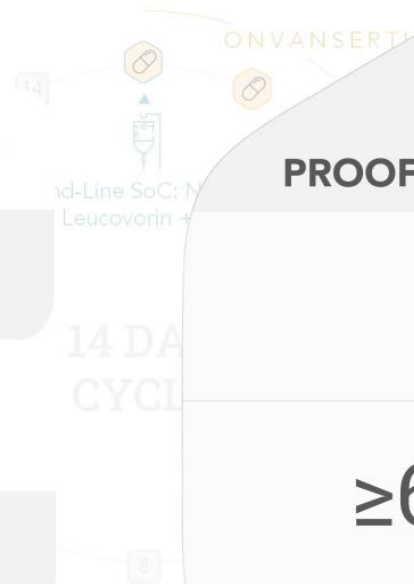 ONVANSERTI
14
nd-Line SoC: N
Leucovorin +
PROOF
14 DA
CYCL
≥6
8